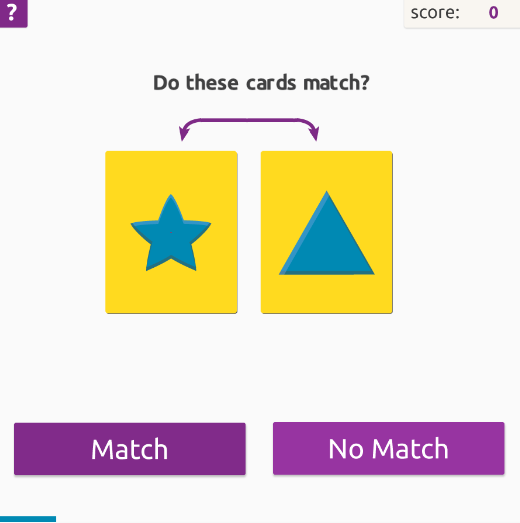 ?
score: 0
Do these cards match?
Match
No Match